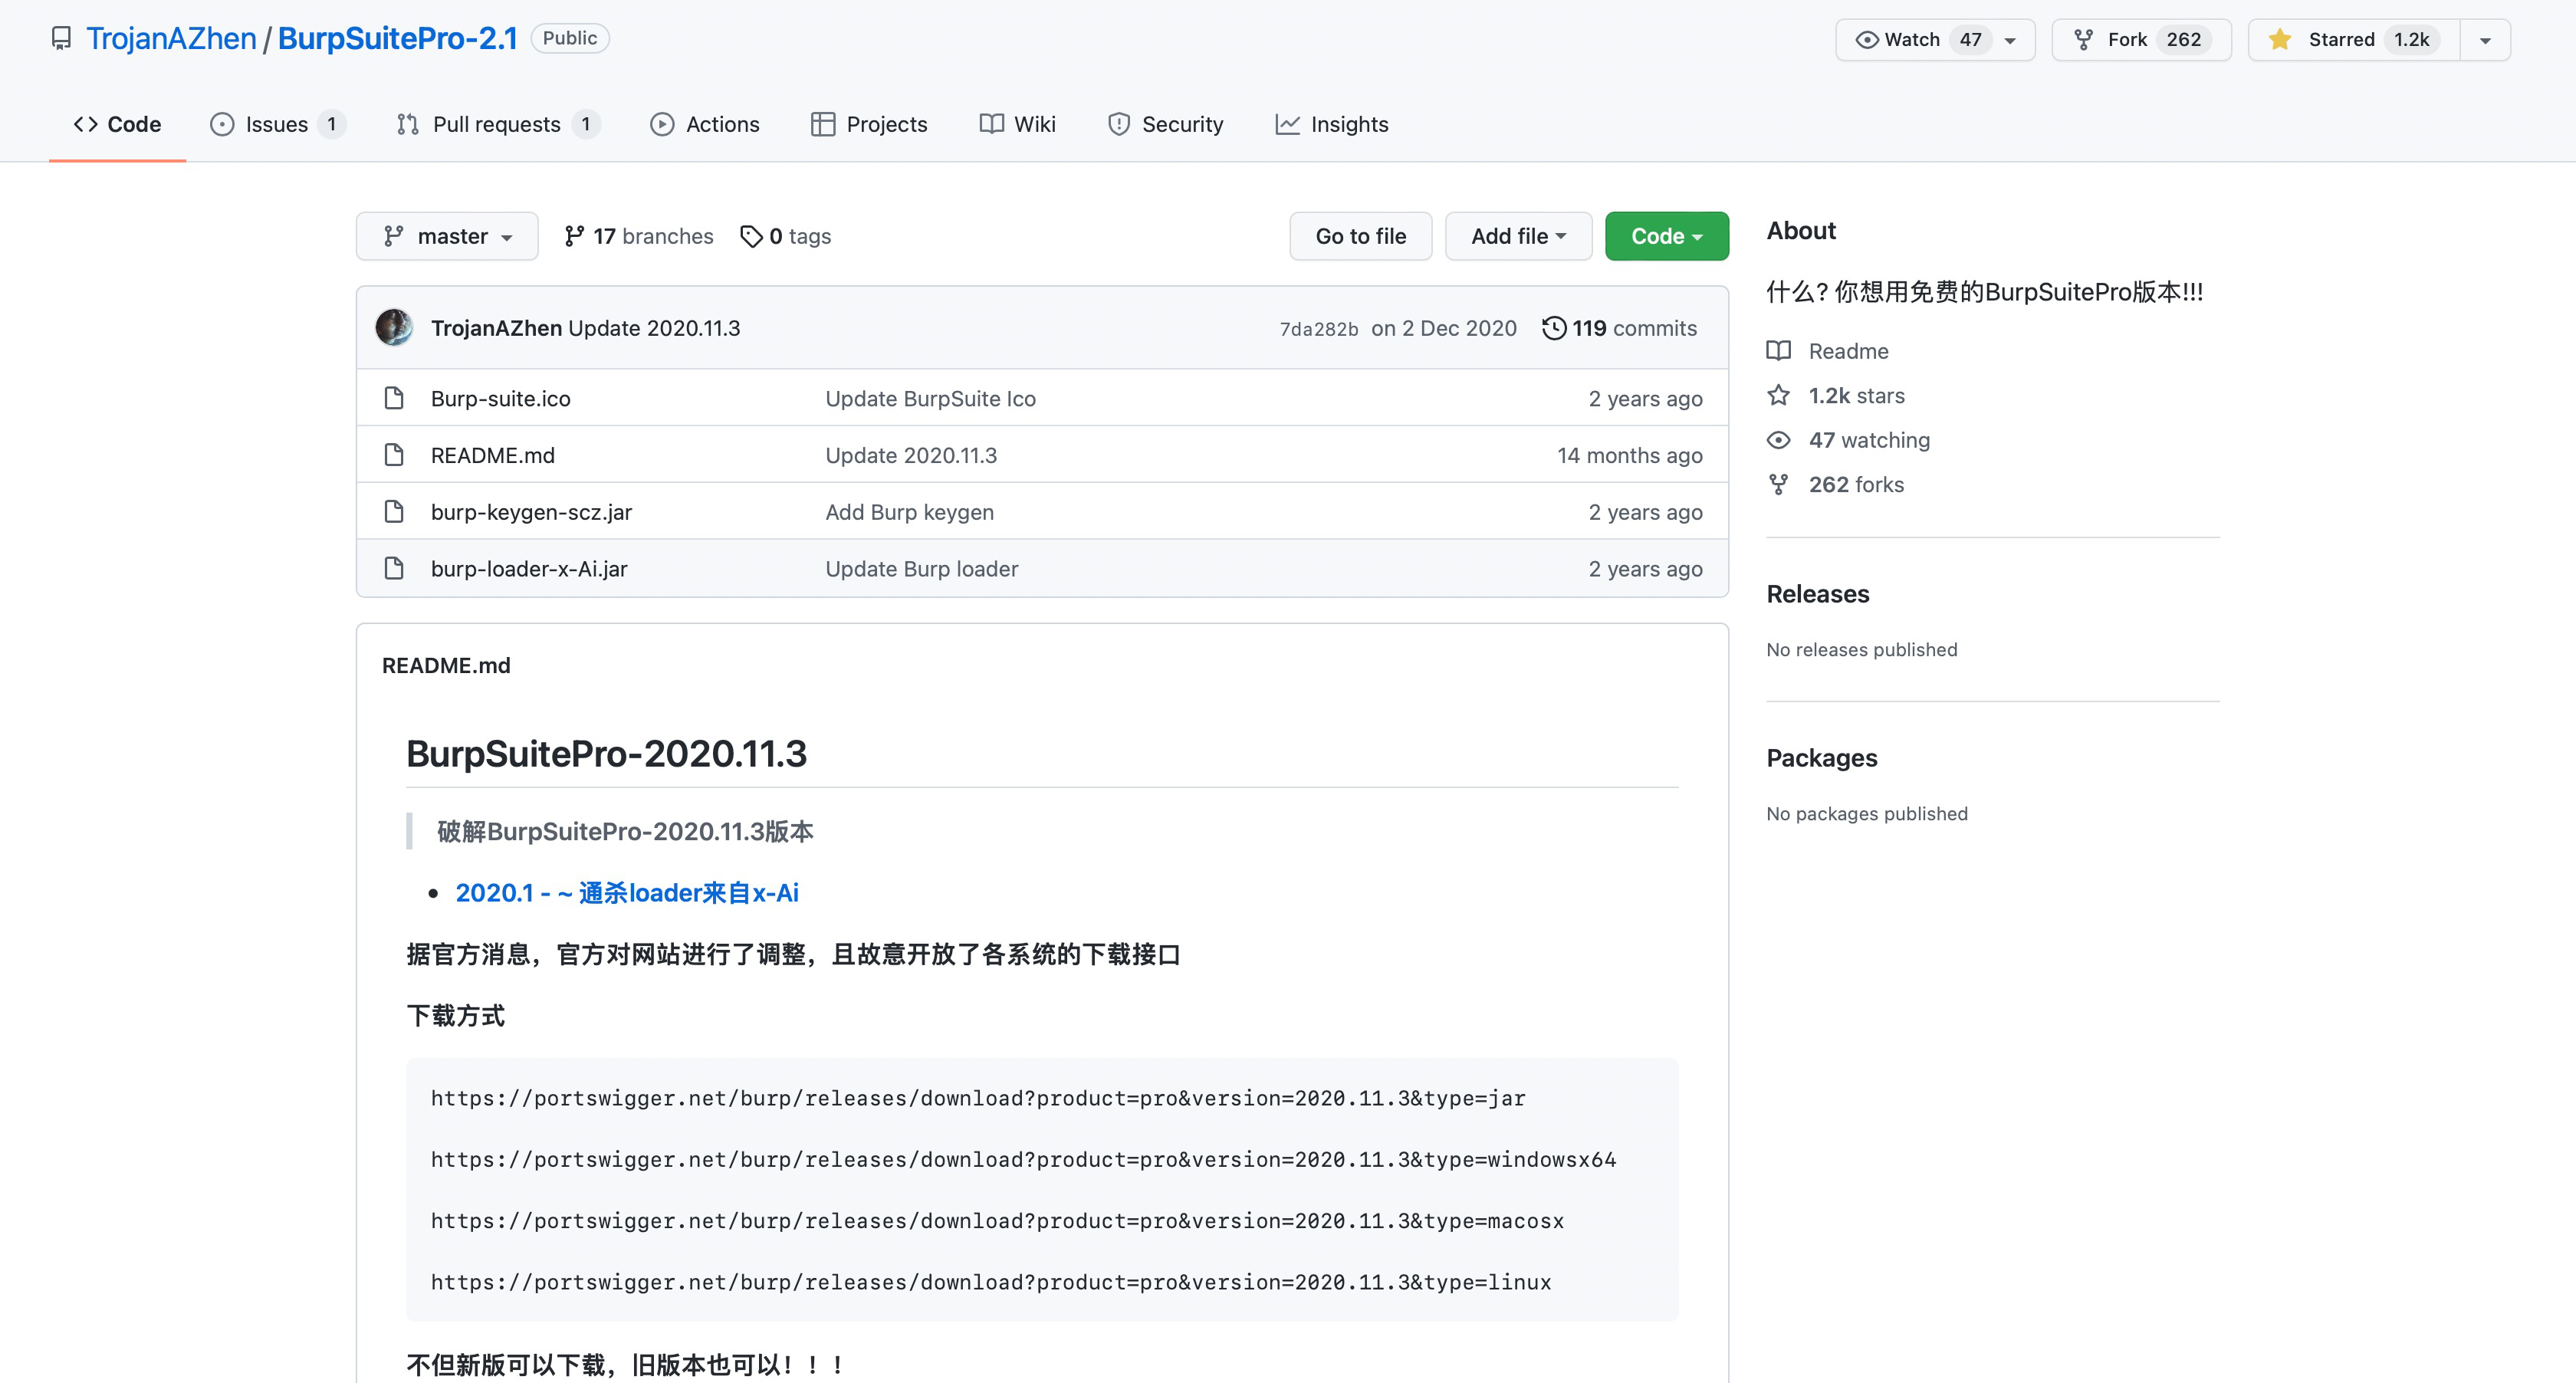 TrojanAZhen / BurpSuitePro-2.1 Public
Watch 47
Fork 262
Starred 1.2k
Code
Issues 1
Pull requests 1
Actions
Projects
Wiki
Security
Insights
master
17 branches
0 tags
Go to file
Add file
Code
TrojanAZhen Update 2020.11.3
7da282b on 2 Dec 2020
119 commits
Burp-suite.ico Update BurpSuite Ico 2 years ago
README.md Update 2020.11.3 14 months ago
burp-keygen-scz.jar Add Burp keygen 2 years ago
burp-loader-x-Ai.jar Update Burp loader 2 years ago
README.md
BurpSuitePro-2020.11.3
破解BurpSuitePro-2020.11.3版本
2020.1 - ~ 通杀loader来自x-Ai
据官方消息，官方对网站进行了调整，且故意开放了各系统的下载接口
下载方式
https://portswigger.net/burp/releases/download?product=pro&version=2020.11.3&type=jar
https://portswigger.net/burp/releases/download?product=pro&version=2020.11.3&type=windowsx64
https://portswigger.net/burp/releases/download?product=pro&version=2020.11.3&type=macosx
https://portswigger.net/burp/releases/download?product=pro&version=2020.11.3&type=linux
不但新版可以下载，旧版本也可以！！！
About
什么? 你想用免费的BurpSuitePro版本!!!
Readme
1.2k stars
47 watching
262 forks
Releases
No releases published
Packages
No packages published